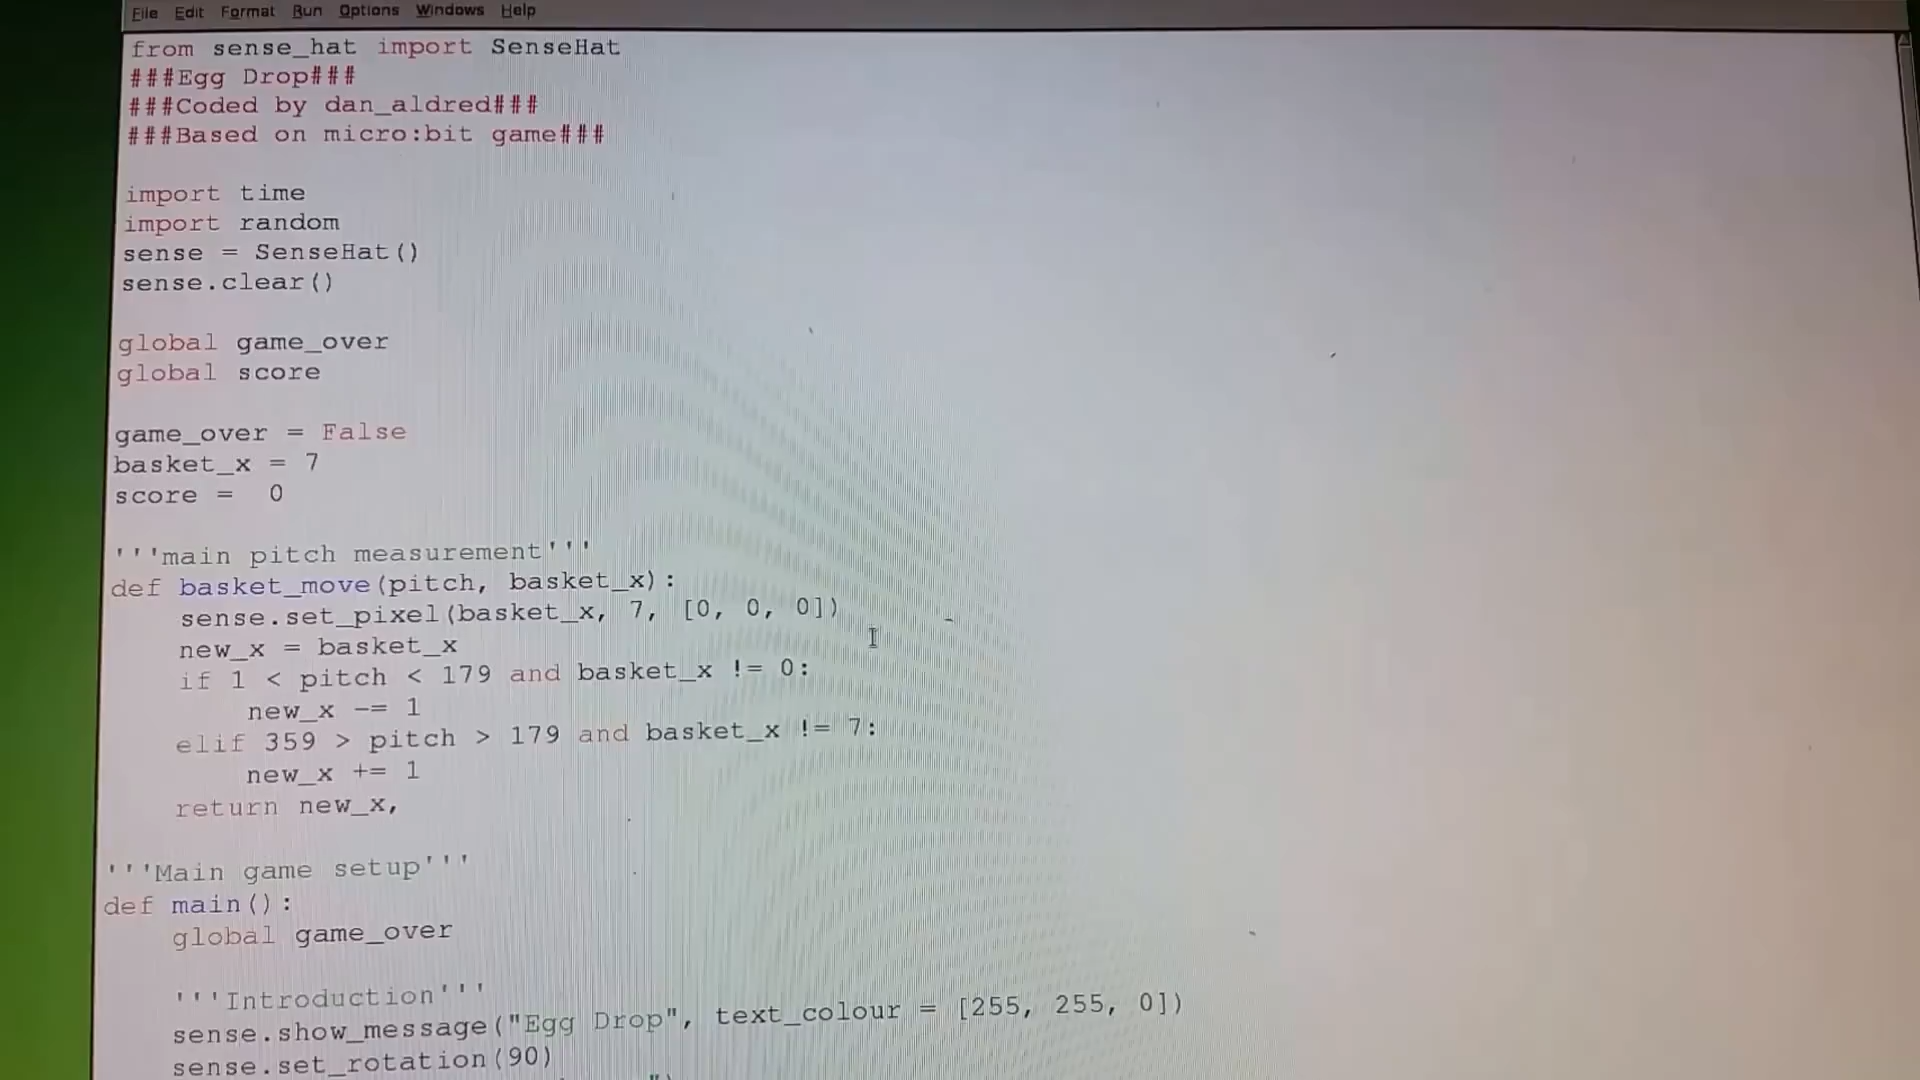 File Edit Format Run Options Windows Help
from sense_hat import SenseHat
###Egg Drop###
###Coded by dan_aldred###
###Based on micro:bit game###
import time
import random
sense = SenseHat()
sense.clear()
global game_over
global score
game_over = False
basket_x = 7
score =  0
'''main pitch measurement'''
def basket_move(pitch, basket_x):
    sense.set_pixel(basket_x, 7, [0, 0, 0])
    new_x = basket_x
    if 1 < pitch < 179 and basket_x != 0:
        new_x -= 1
    elif 359 > pitch > 179 and basket_x != 7:
        new_x += 1
    return new_x,
'''Main game setup'''
def main():
    global game_over
    '''Introduction'''
    sense.show_message("Egg Drop", text_colour = [255, 255, 0])
    sense.set_rotation(90)